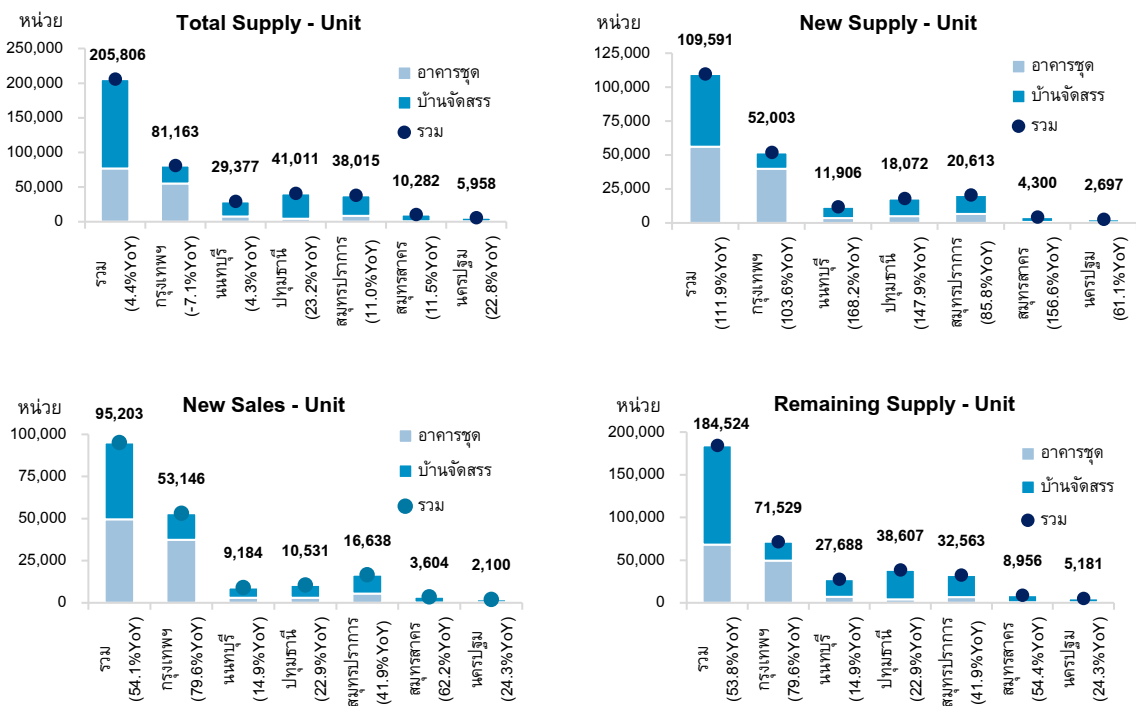 หน่วย
Total Supply - Unit
250,000
200,000
150,000
100,000
50,000
0
205,806
81,163
29,377
41,011
38,015
10,282
5,958
อาคารชุด
บ้านจัดสรร
รวม
รวม
(4.4%YoY)
กรุงเทพฯ
(-7.1%YoY)
นนทบุรี
(4.3%YoY)
ปทุมธานี
(23.2%YoY)
สมุทรปราการ
(11.0%YoY)
สมุทรสาคร
(11.5%YoY)
นครปฐม
(22.8%YoY)
หน่วย
New Supply - Unit
125,000
100,000
75,000
50,000
25,000
0
109,591
52,003
11,906
18,072
20,613
4,300
2,697
อาคารชุด
บ้านจัดสรร
รวม
รวม
(111.9%YoY)
กรุงเทพฯ
(103.6%YoY)
นนทบุรี
(168.2%YoY)
ปทุมธานี
(147.9%YoY)
สมุทรปราการ
(85.8%YoY)
สมุทรสาคร
(156.6%YoY)
นครปฐม
(61.1%YoY)
หน่วย
New Sales - Unit
100,000
75,000
50,000
25,000
0
95,203
53,146
9,184
10,531
16,638
3,604
2,100
อาคารชุด
บ้านจัดสรร
รวม
รวม
(54.1%YoY)
กรุงเทพฯ
(79.6%YoY)
นนทบุรี
(14.9%YoY)
ปทุมธานี
(22.9%YoY)
สมุทรปราการ
(41.9%YoY)
สมุทรสาคร
(62.2%YoY)
นครปฐม
(24.3%YoY)
หน่วย
Remaining Supply - Unit
200,000
150,000
100,000
50,000
0
184,524
71,529
27,688
38,607
32,563
8,956
5,181
อาคารชุด
บ้านจัดสรร
รวม
รวม
(53.8%YoY)
กรุงเทพฯ
(79.6%YoY)
นนทบุรี
(14.9%YoY)
ปทุมธานี
(22.9%YoY)
สมุทรปราการ
(41.9%YoY)
สมุทรสาคร
(54.4%YoY)
นครปฐม
(24.3%YoY)